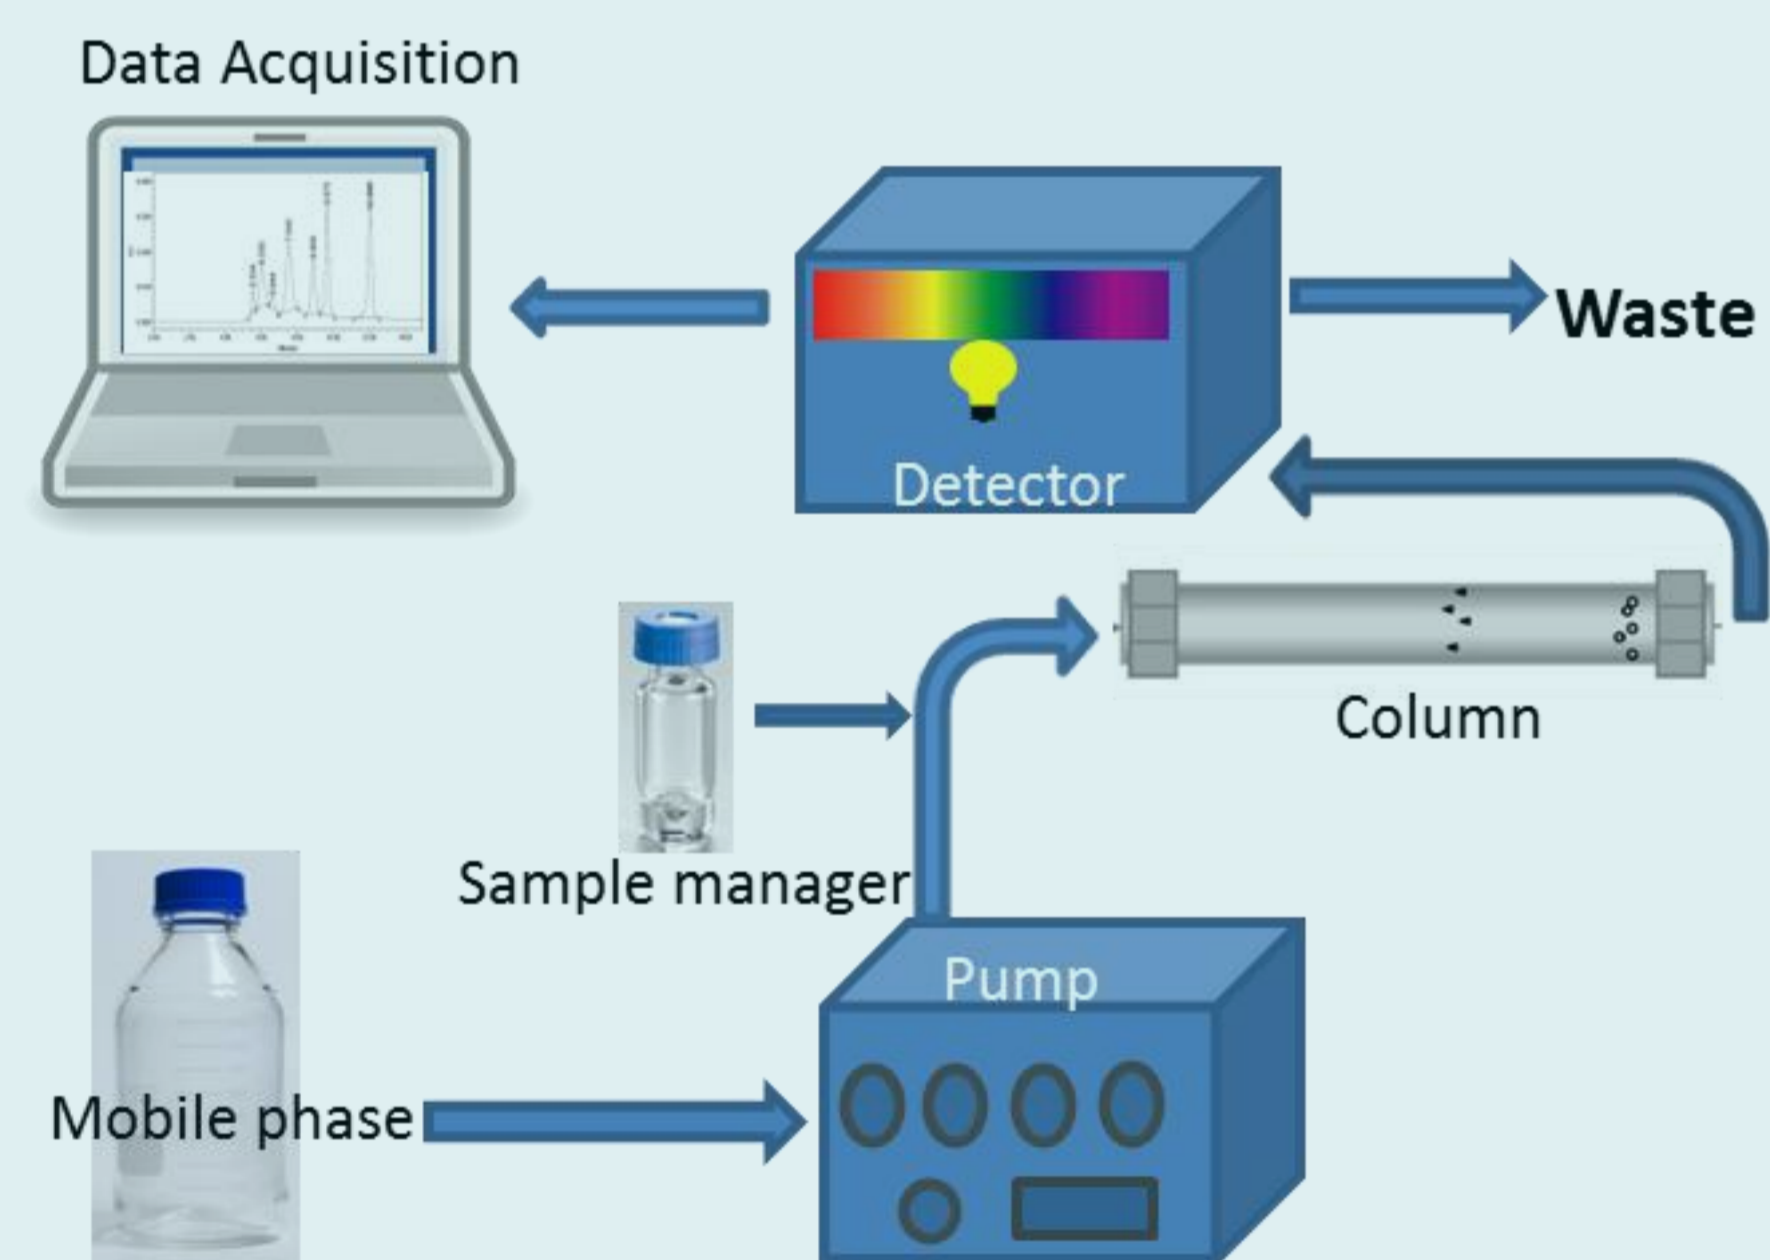 Data Acquisition
Waste
Detector
Column
Sample manager
Pump
Mobile phase